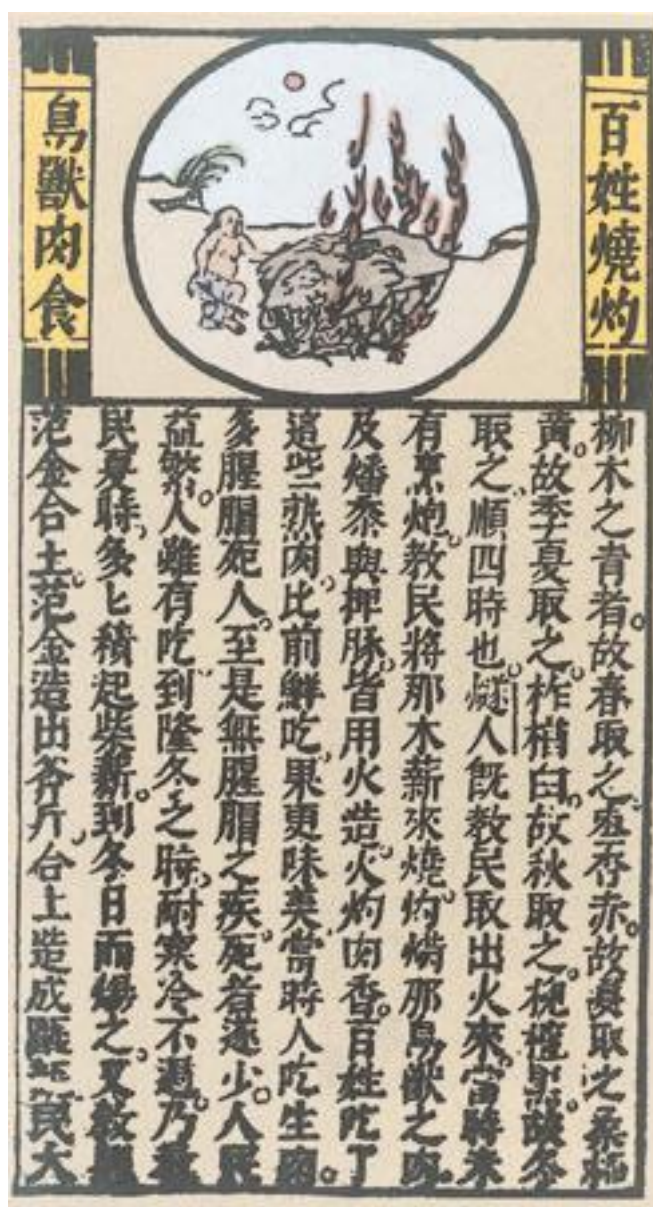 百姓燒灼
鳥獸肉食
柳木之青者。故春取之。杏赤。故夏取之。桑柘
黃。故季夏取之。柞楢白。故秋取之。槐檀黑。故冬
取之。順四時也。燧人既教民取出火來。當時未
有烹炮。教民將那木薪來燒灼燔那鳥獸之肉。
及燔黍與捭豚。皆用火造。火灼肉香。百姓吃了
這些熟肉。比前鮮吃。果更味美。當時人吃生肉。
多腥死人。至是無腥之疾。死者遂少。人民
益繁。人雖有吃。到隆冬之時。耐寒冷不過。乃教
民夏時。多匕積起柴薪。到冬日而煬之。又教民
范金合土。范金造出斧斤。合土造成民大